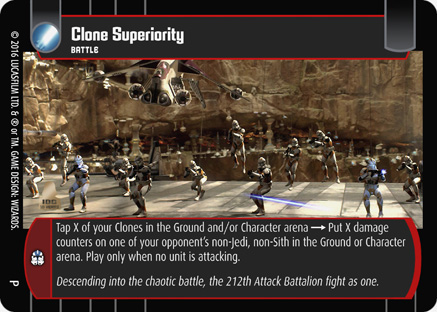 Clone Superiority
BATTLE
© 2016 LUCASFILM LTD. & ® or TM. GAME DESIGN: WIZARDS.
Tap X of your Clones in the Ground and/or Character arena → Put X damage
counters on one of your opponent's non-Jedi, non-Sith in the Ground or Character
arena. Play only when no unit is attacking.
Descending into the chaotic battle, the 212th Attack Battalion fight as one.
P